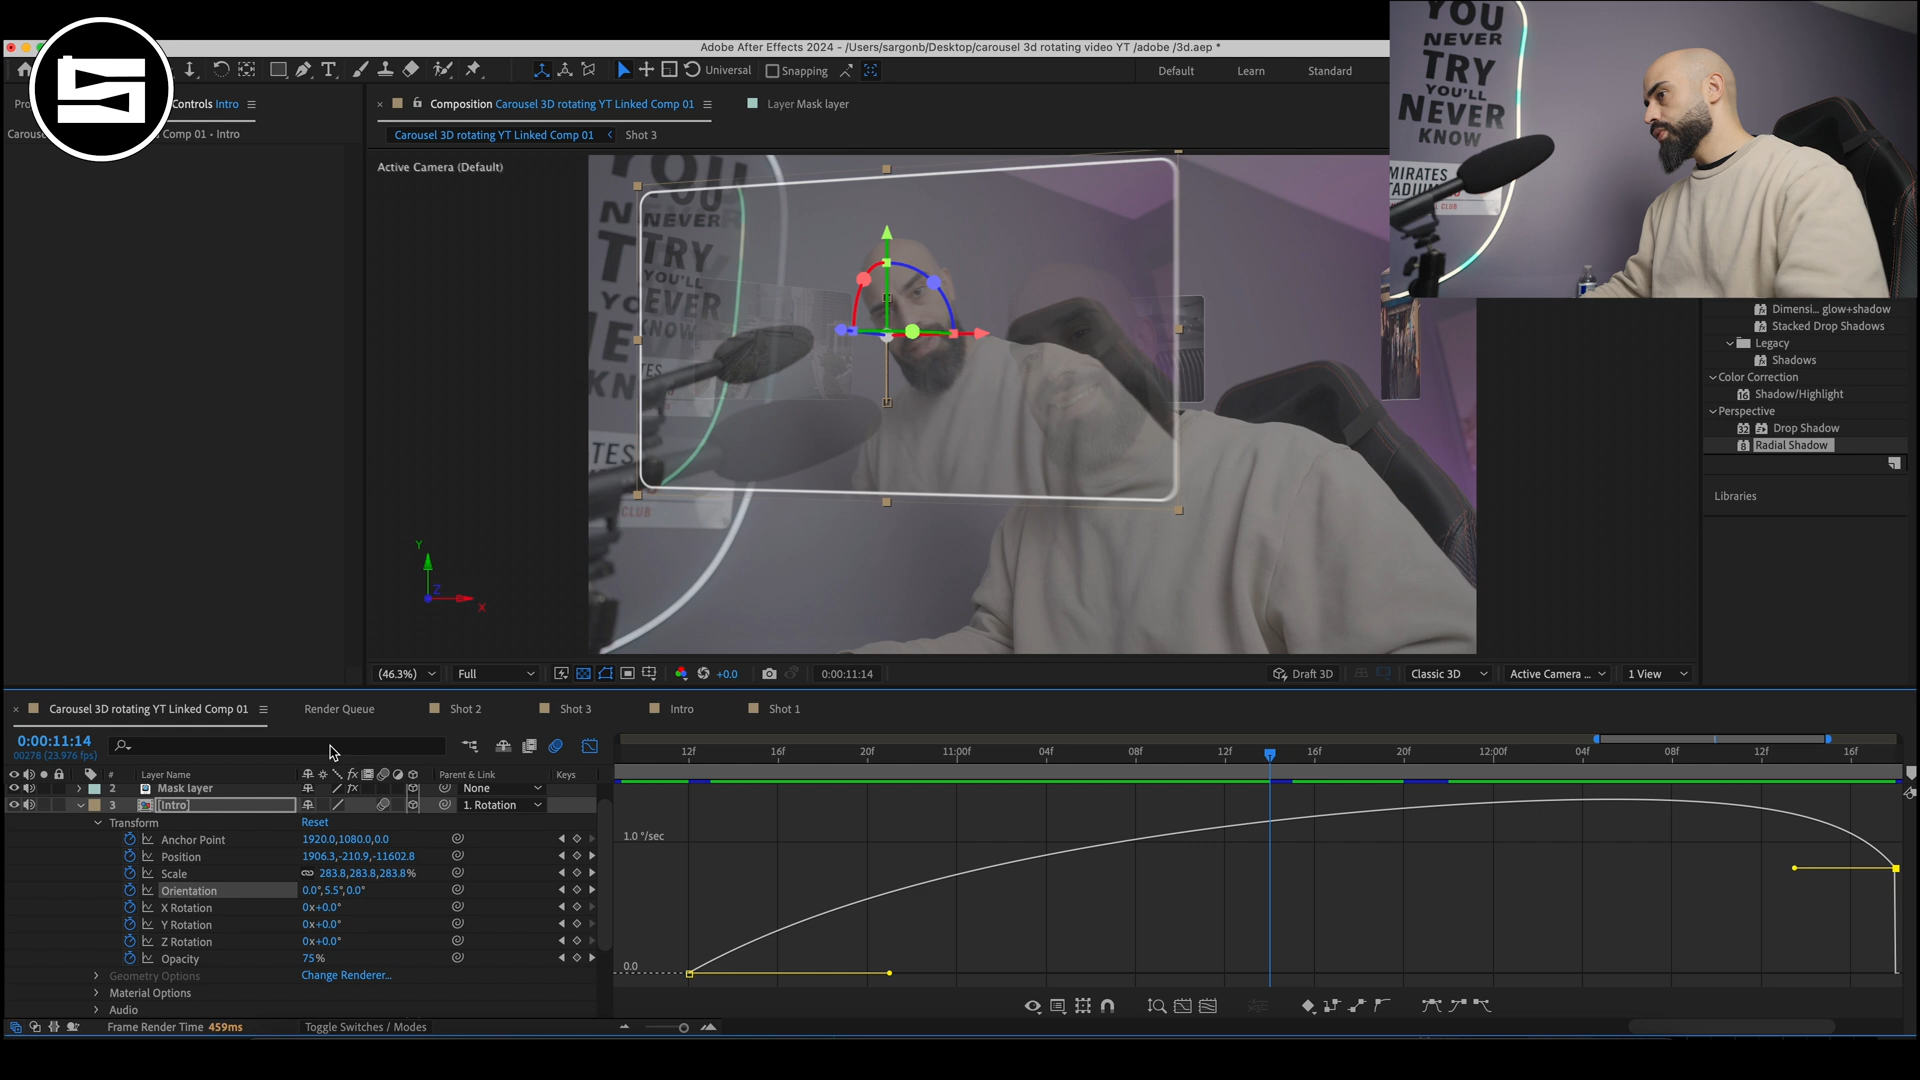 Adobe After Effects 2024 - /Users/sargonb/Desktop/carousel 3d rotating video YT /adobe /3d.aep *
Universal
Snapping
Default
Learn
Standard
Controls Intro
Comp 01 • Intro
Composition Carousel 3D rotating YT Linked Comp 01
Layer Mask layer
Carousel 3D rotating YT Linked Comp 01
Shot 3
Active Camera (Default)
YOU
NEVER
TRY
YOU'LL
NEVER
KNOW
MIRATES
TADIUM
CLUB
NEVER
TRY
YOU'LL
EVER
KNOW
TES
CLUB
Y
Z
X
Dimensi... glow+shadow
Stacked Drop Shadows
Legacy
Shadows
Color Correction
Shadow/Highlight
Perspective
Drop Shadow
Radial Shadow
Libraries
(46.3%)
Full
+0.0
0:00:11:14
Draft 3D
Classic 3D
Active Camera ...
1 View
Carousel 3D rotating YT Linked Comp 01
Render Queue
Shot 2
Shot 3
Intro
Shot 1
0:00:11:14
00278 (23.976 fps)
12f
16f
20f
11:00f
04f
08f
12f
16f
20f
12:00f
04f
08f
12f
16f
#
Layer Name
Parent & Link
Keys
2
Mask layer
None
3
[Intro]
1. Rotation
Transform
Reset
Anchor Point
1920.0,1080.0,0.0
Position
1906.3,-210.9,-11602.8
Scale
283.8,283.8,283.8%
Orientation
0.0°,5.5°,0.0°
X Rotation
0x+0.0°
Y Rotation
0x+0.0°
Z Rotation
0x+0.0°
Opacity
75%
Geometry Options
Change Renderer...
Material Options
Audio
1.0 °/sec
0.0
Frame Render Time 459ms
Toggle Switches / Modes